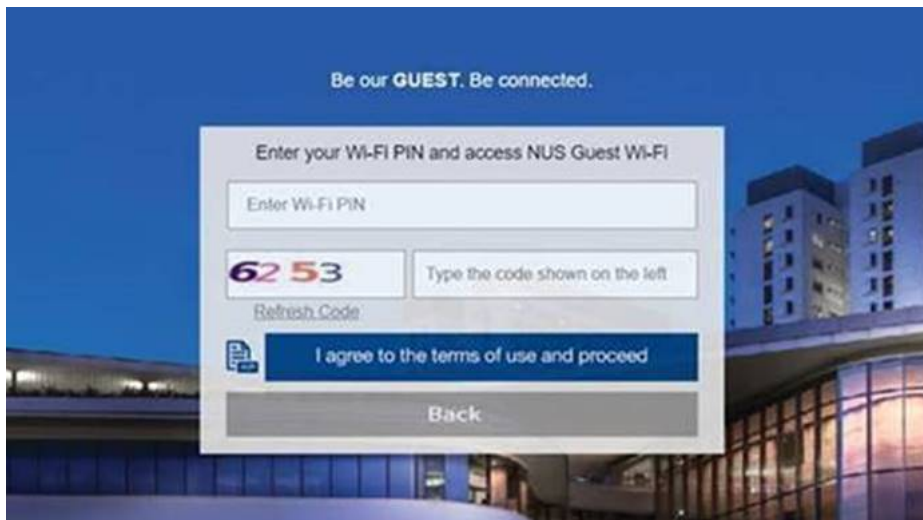 Be our GUEST. Be connected.
Enter your Wi-Fi PIN and access NUS Guest Wi-Fi
Enter Wi-Fi PIN
6253 Type the code shown on the left
Refresh Code
I agree to the terms of use and proceed
Back